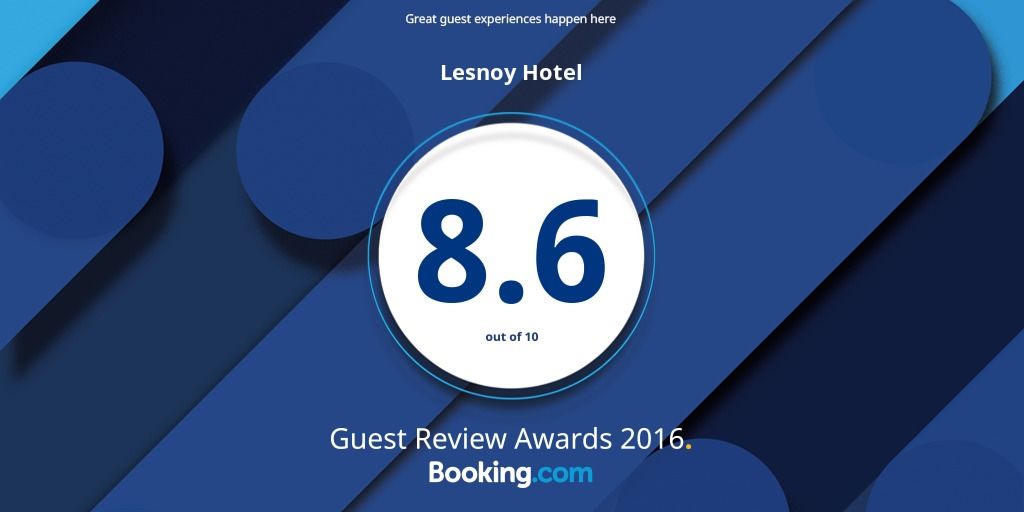 Great guest experiences happen here
Lesnoy Hotel
8.6
out of 10
Guest Review Awards 2016.
Booking.com